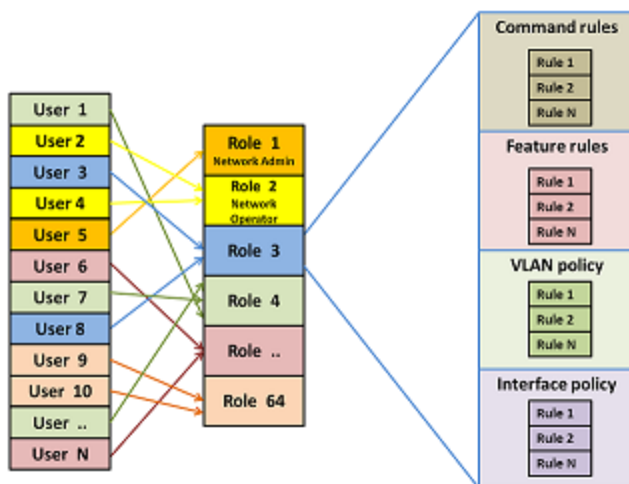 User 1
User 2
User 3
User 4
User 5
User 6
User 7
User 8
User 9
User 10
User ..
User N
Role 1
Network Admin
Role 2
Network
Operator
Role 3
Role 4
Role ..
Role 64
Command rules
Rule 1
Rule 2
Rule N
Feature rules
Rule 1
Rule 2
Rule N
VLAN policy
Rule 1
Rule 2
Rule N
Interface policy
Rule 1
Rule 2
Rule N